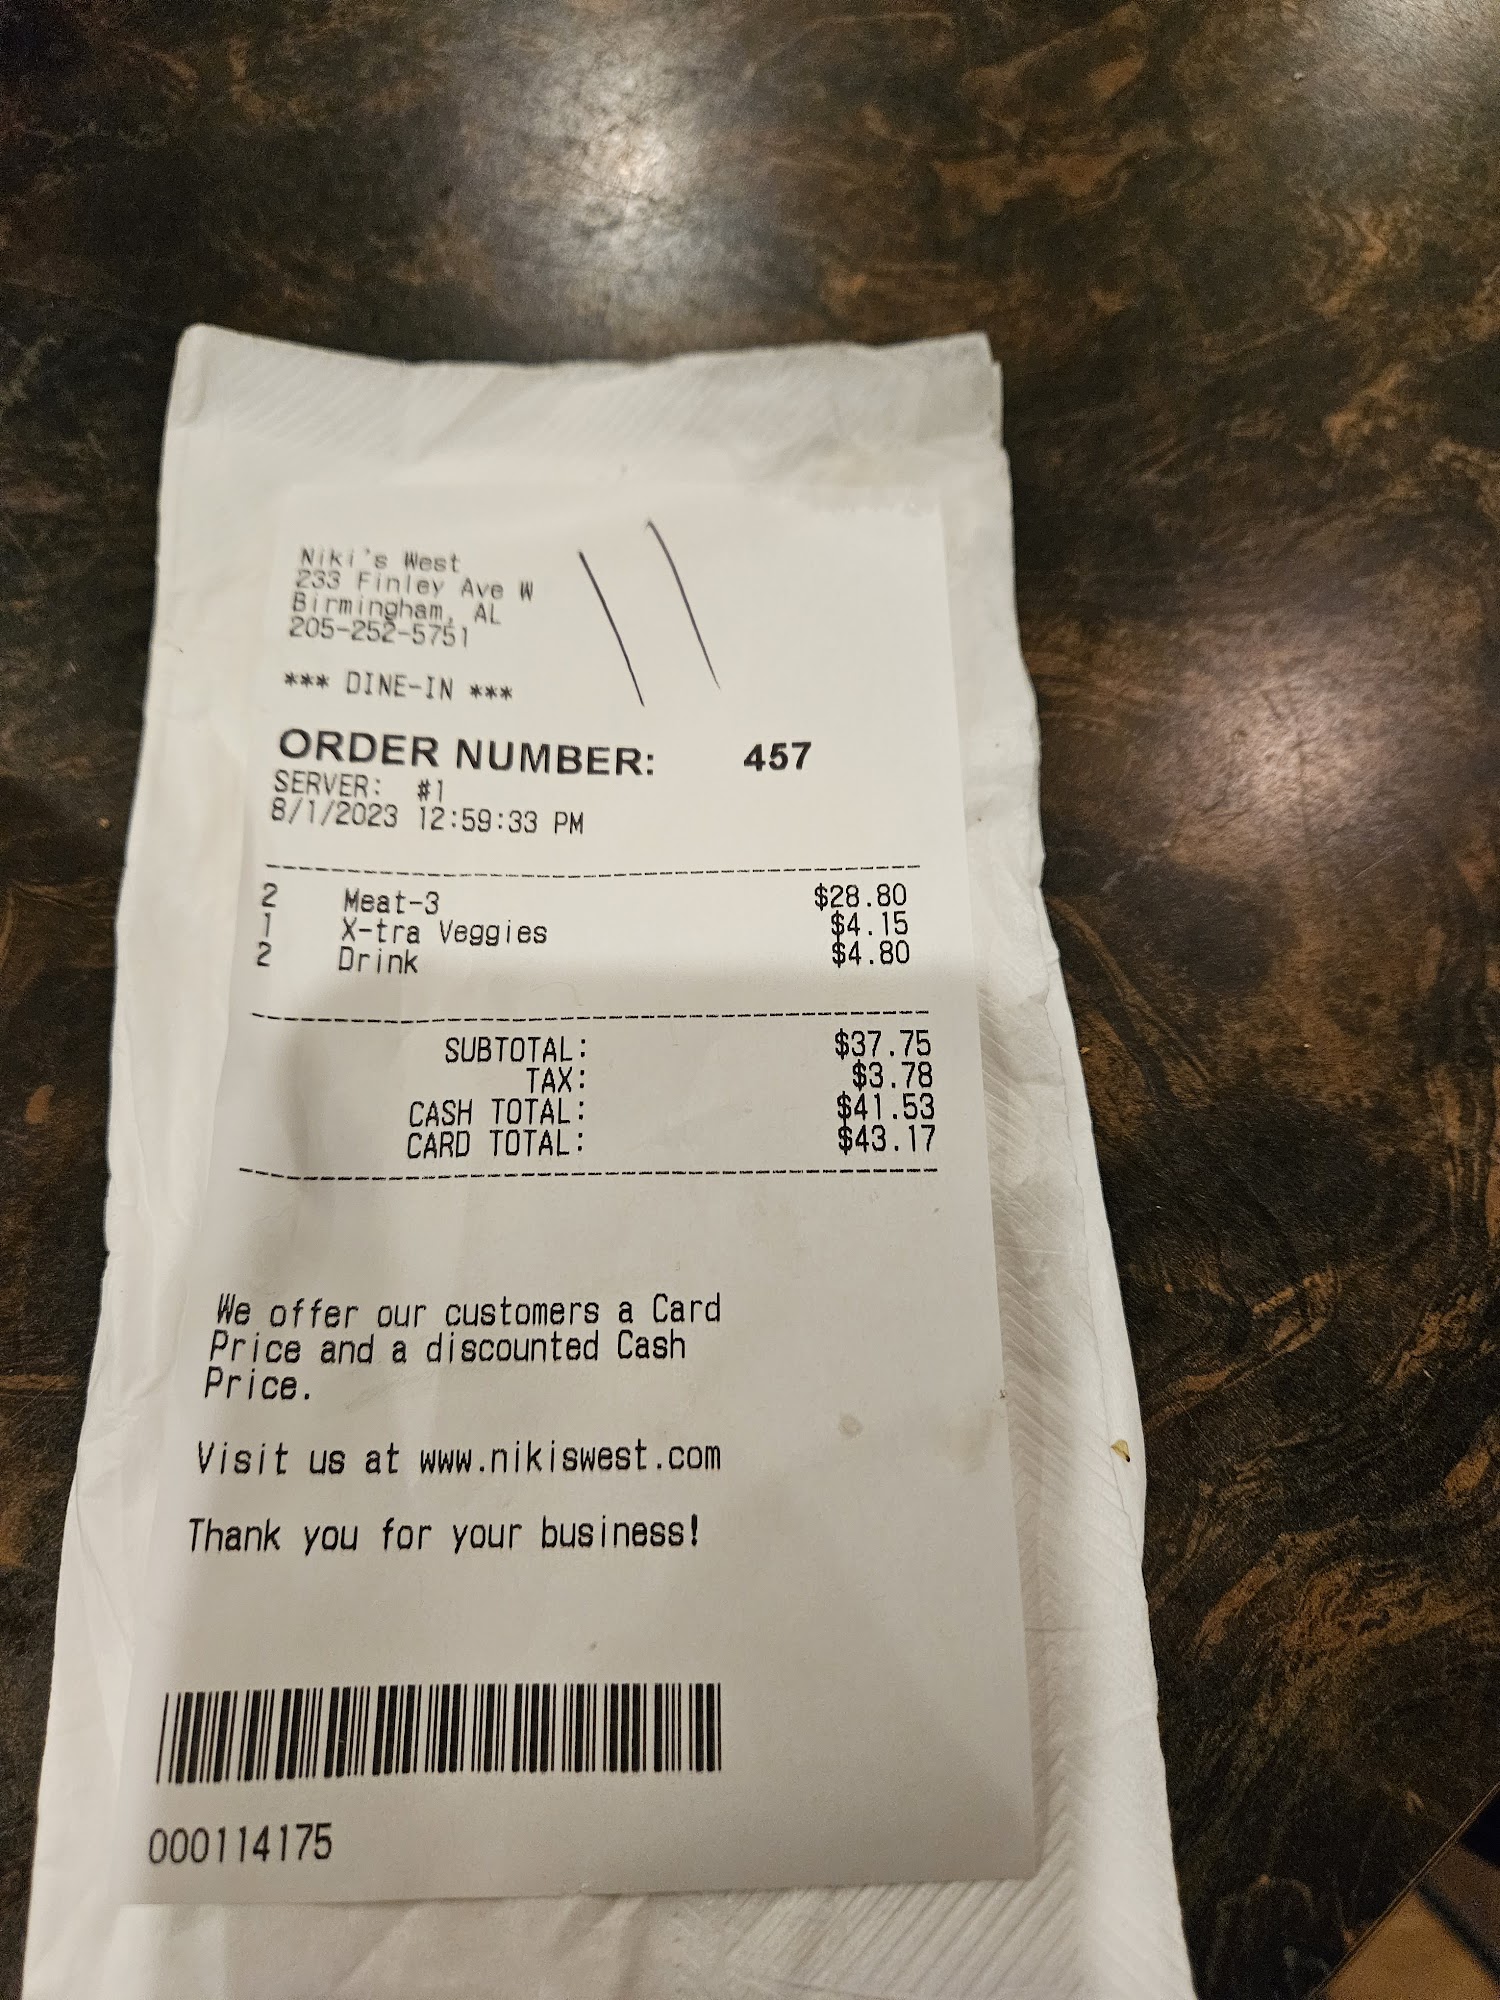 Niki's West
233 Finley Ave W
Birmingham, AL
205-252-5751
*** DINE-IN ***
ORDER NUMBER: 457
SERVER: #1
8/1/2023 12:59:33 PM
2 Meat-3 $28.80
1 X-tra Veggies $4.15
2 Drink $4.80
SUBTOTAL: $37.75
TAX: $3.78
CASH TOTAL: $41.53
CARD TOTAL: $43.17
We offer our customers a Card
Price and a discounted Cash
Price.
Visit us at www.nikiswest.com
Thank you for your business!
000114175